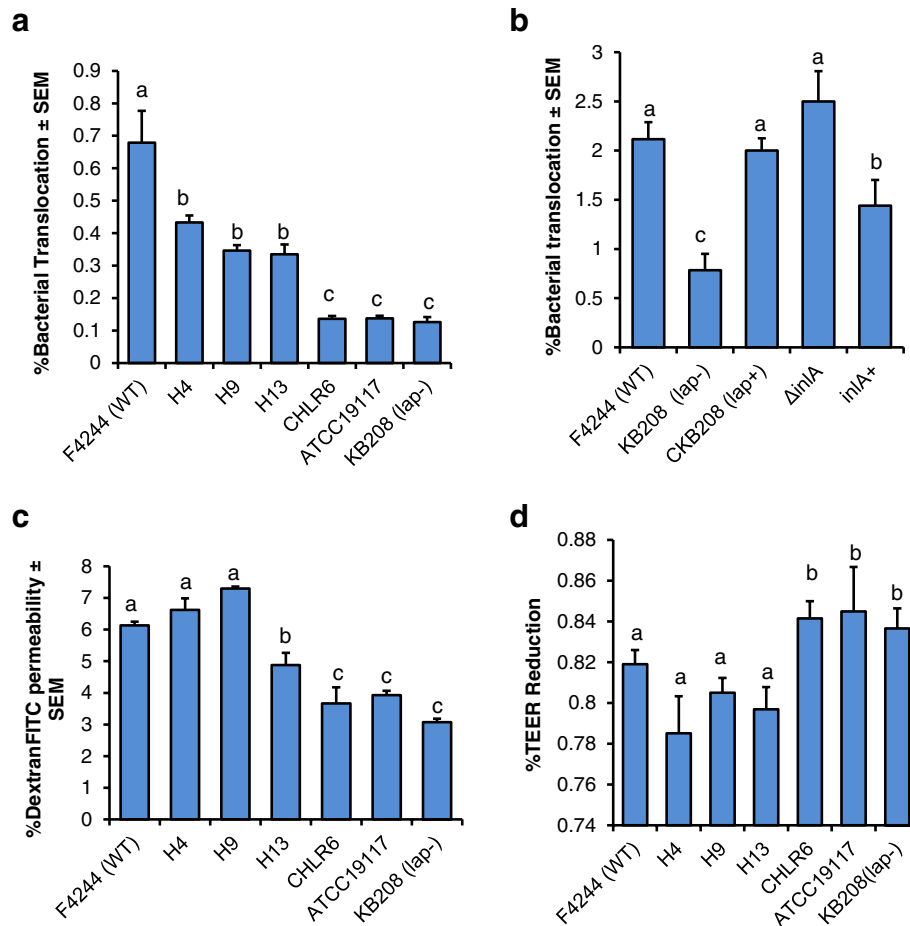 a
%Bacterial Translocation ± SEM
0.9
0.8
0.7
0.6
0.5
0.4
0.3
0.2
0.1
0
a
b
b
b
c
c
c
F4244 (WT)
H4
H9
H13
CHLR6
ATCC19117
KB208 (lap-)
b
%Bacterial translocation ± SEM
3
2.5
2
1.5
1
0.5
0
a
c
a
a
b
F4244 (WT)
KB208 (lap-)
CKB208 (lap+)
ΔinlA
inlA+
c
%DextranFITC permeability ±
SEM
8
7
6
5
4
3
2
1
0
a
a
a
b
c
c
c
F4244 (WT)
H4
H9
H13
CHLR6
ATCC19117
KB208 (lap-)
d
%TEER Reduction
0.88
0.86
0.84
0.82
0.8
0.78
0.76
0.74
a
a
a
a
b
b
b
F4244 (WT)
H4
H9
H13
CHLR6
ATCC19117
KB208(lap-)